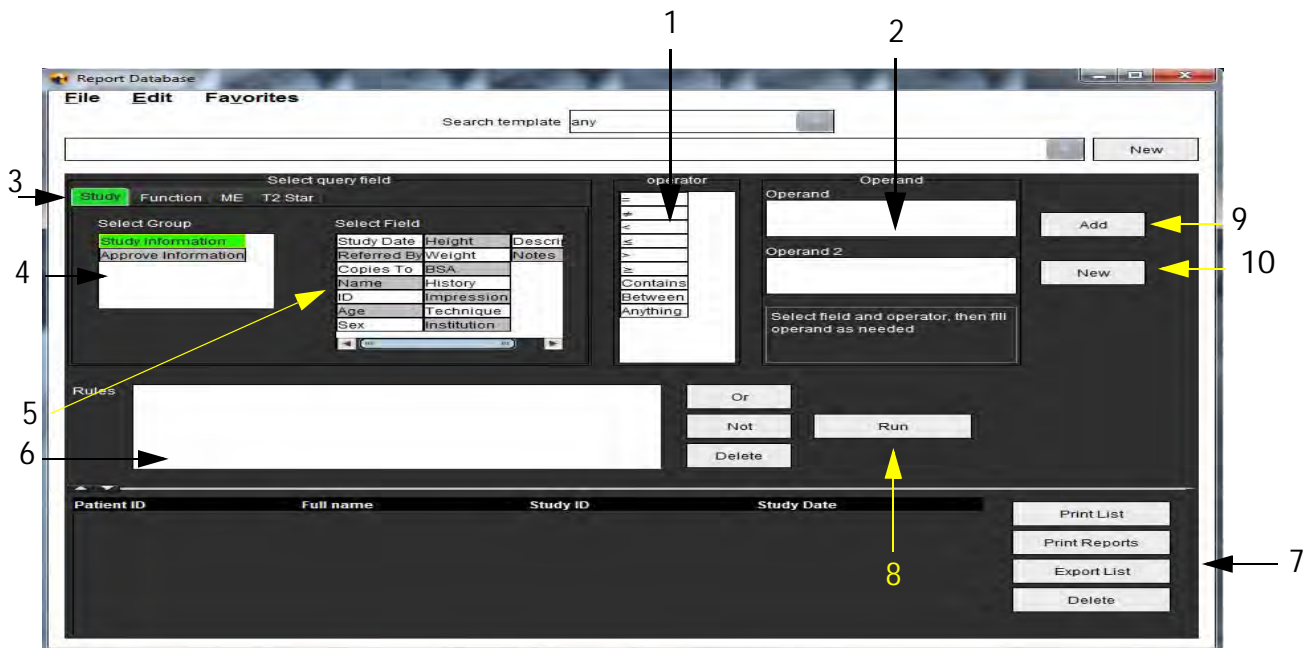 1
2
Report Database
File Edit Favorites
Search template any
New
3
Select query field
operator
Operand
Study Function ME T2 Star
Select Group
Study Information
Approve Information
4
Select Field
Study Date Height Descri
Referred By Weight Notes
Copies To BSA
Name History
ID Impression
Age Technique
Sex Institution
5
=
≠
<
≤
>
≥
Contains
Between
Anything
Operand
Operand 2
Select field and operator, then fill
operand as needed
Add
9
New
10
Rules
6
Or
Not
Delete
Run
8
Patient ID Full name Study ID Study Date
Print List
Print Reports
Export List
Delete
7